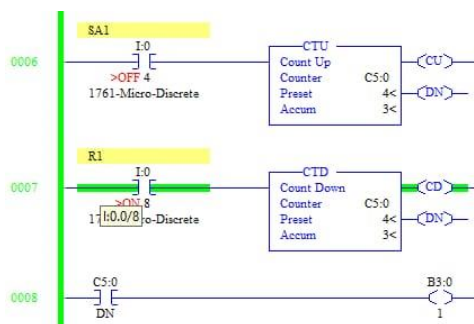 SA1
I:0
0006
>OFF 4
1761-Micro-Discrete
CTU
Count Up
Counter C5:0
Preset 4<
Accum 3<
CU
DN
R1
I:0
0007
>ON 8
I:0.0/8
ro-Discrete
CTD
Count Down
Counter C5:0
Preset 4<
Accum 3<
CD
DN
0008
C5:0
DN
B3:0
1